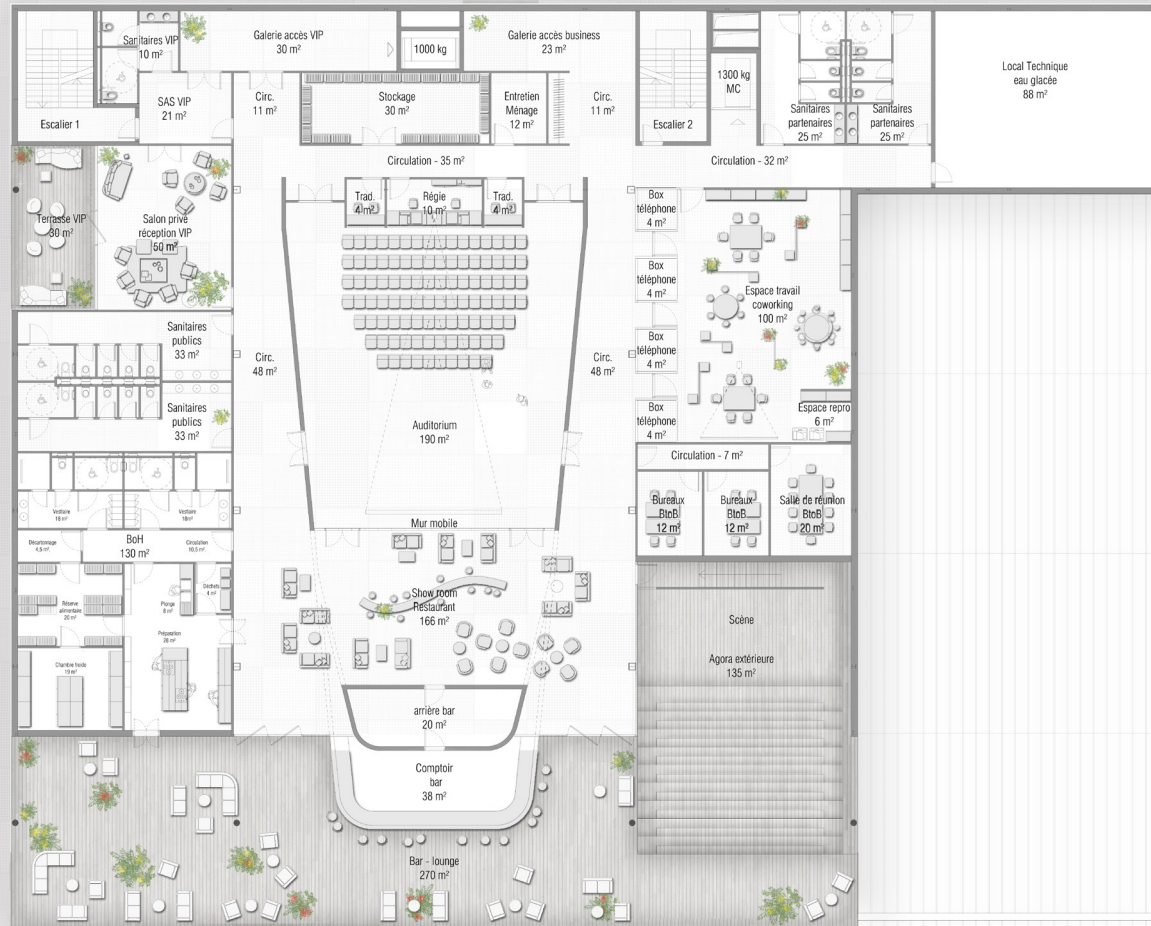 Sanitaires VIP
10 m²
Galerie accès VIP
30 m²
1000 kg
Galerie accès business
23 m²
1300 kg
MC
Local Technique
eau glacée
88 m²
Escalier 1
SAS VIP
21 m²
Circ.
11 m²
Stockage
30 m²
Entretien
Ménage
12 m²
Circ.
11 m²
Escalier 2
Sanitaires
partenaires
25 m²
Sanitaires
partenaires
25 m²
Circulation - 35 m²
Circulation - 32 m²
Terrasse VIP
30 m²
Salon privé
réception VIP
50 m²
Trad.
4 m²
Régie
10 m²
Trad.
4 m²
Box
téléphone
4 m²
Box
téléphone
4 m²
Box
téléphone
4 m²
Box
téléphone
4 m²
Espace travail
coworking
100 m²
Espace repro
6 m²
Sanitaires
publics
33 m²
Sanitaires
publics
33 m²
Circ.
48 m²
Circ.
48 m²
Auditorium
190 m²
Circulation - 7 m²
Bureaux
BtoB
12 m²
Bureaux
BtoB
12 m²
Salle de réunion
BtoB
20 m²
Vestiaire
18 m²
Vestiaire
18m²
Décartonnage
4,5 m²
BoH
130 m²
Circulation
10,5 m²
Mur mobile
Réserve
alimentaire
20 m²
Plonge
8 m²
Déchets
4 m²
Préparation
28 m²
Chambre froide
19 m²
Show room
Restaurant
166 m²
Scène
Agora extérieure
135 m²
arrière bar
20 m²
Comptoir
bar
38 m²
Bar - lounge
270 m²